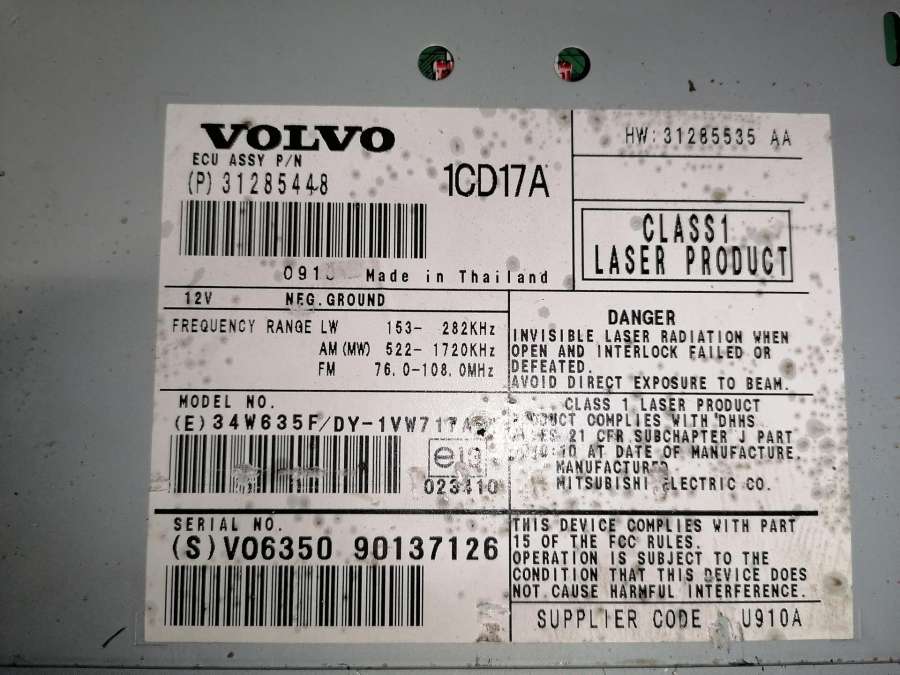 VOLVO
ECU ASSY P/N
(P) 31285448
1CD17A
Made in Thailand
HW: 31285535 AA
CLASS1
LASER PRODUCT
12V NEG. GROUND
FREQUENCY RANGE LW 153- 282KHz
AM (MW) 522- 1720KHz
FM 76.0-108.0MHz
DANGER
INVISIBLE LASER RADIATION WHEN
OPEN AND INTERLOCK FAILED OR
DEFEATED.
AVOID DIRECT EXPOSURE TO BEAM.
MODEL NO.
(E) 34W635F/DY-1VW717A
023410
CLASS 1 LASER PRODUCT
COMPLIES WITH DHHS
21 CFR SUBCHAPTER J PART
AT DATE OF MANUFACTURE.
MITSUBISHI ELECTRIC CO.
SERIAL NO.
(S) V06350 90137126
THIS DEVICE COMPLIES WITH PART
15 OF THE FCC RULES.
OPERATION IS SUBJECT TO THE
CONDITION THAT THIS DEVICE DOES
NOT CAUSE HARMFUL INTERFERENCE.
SUPPLIER CODE U910A